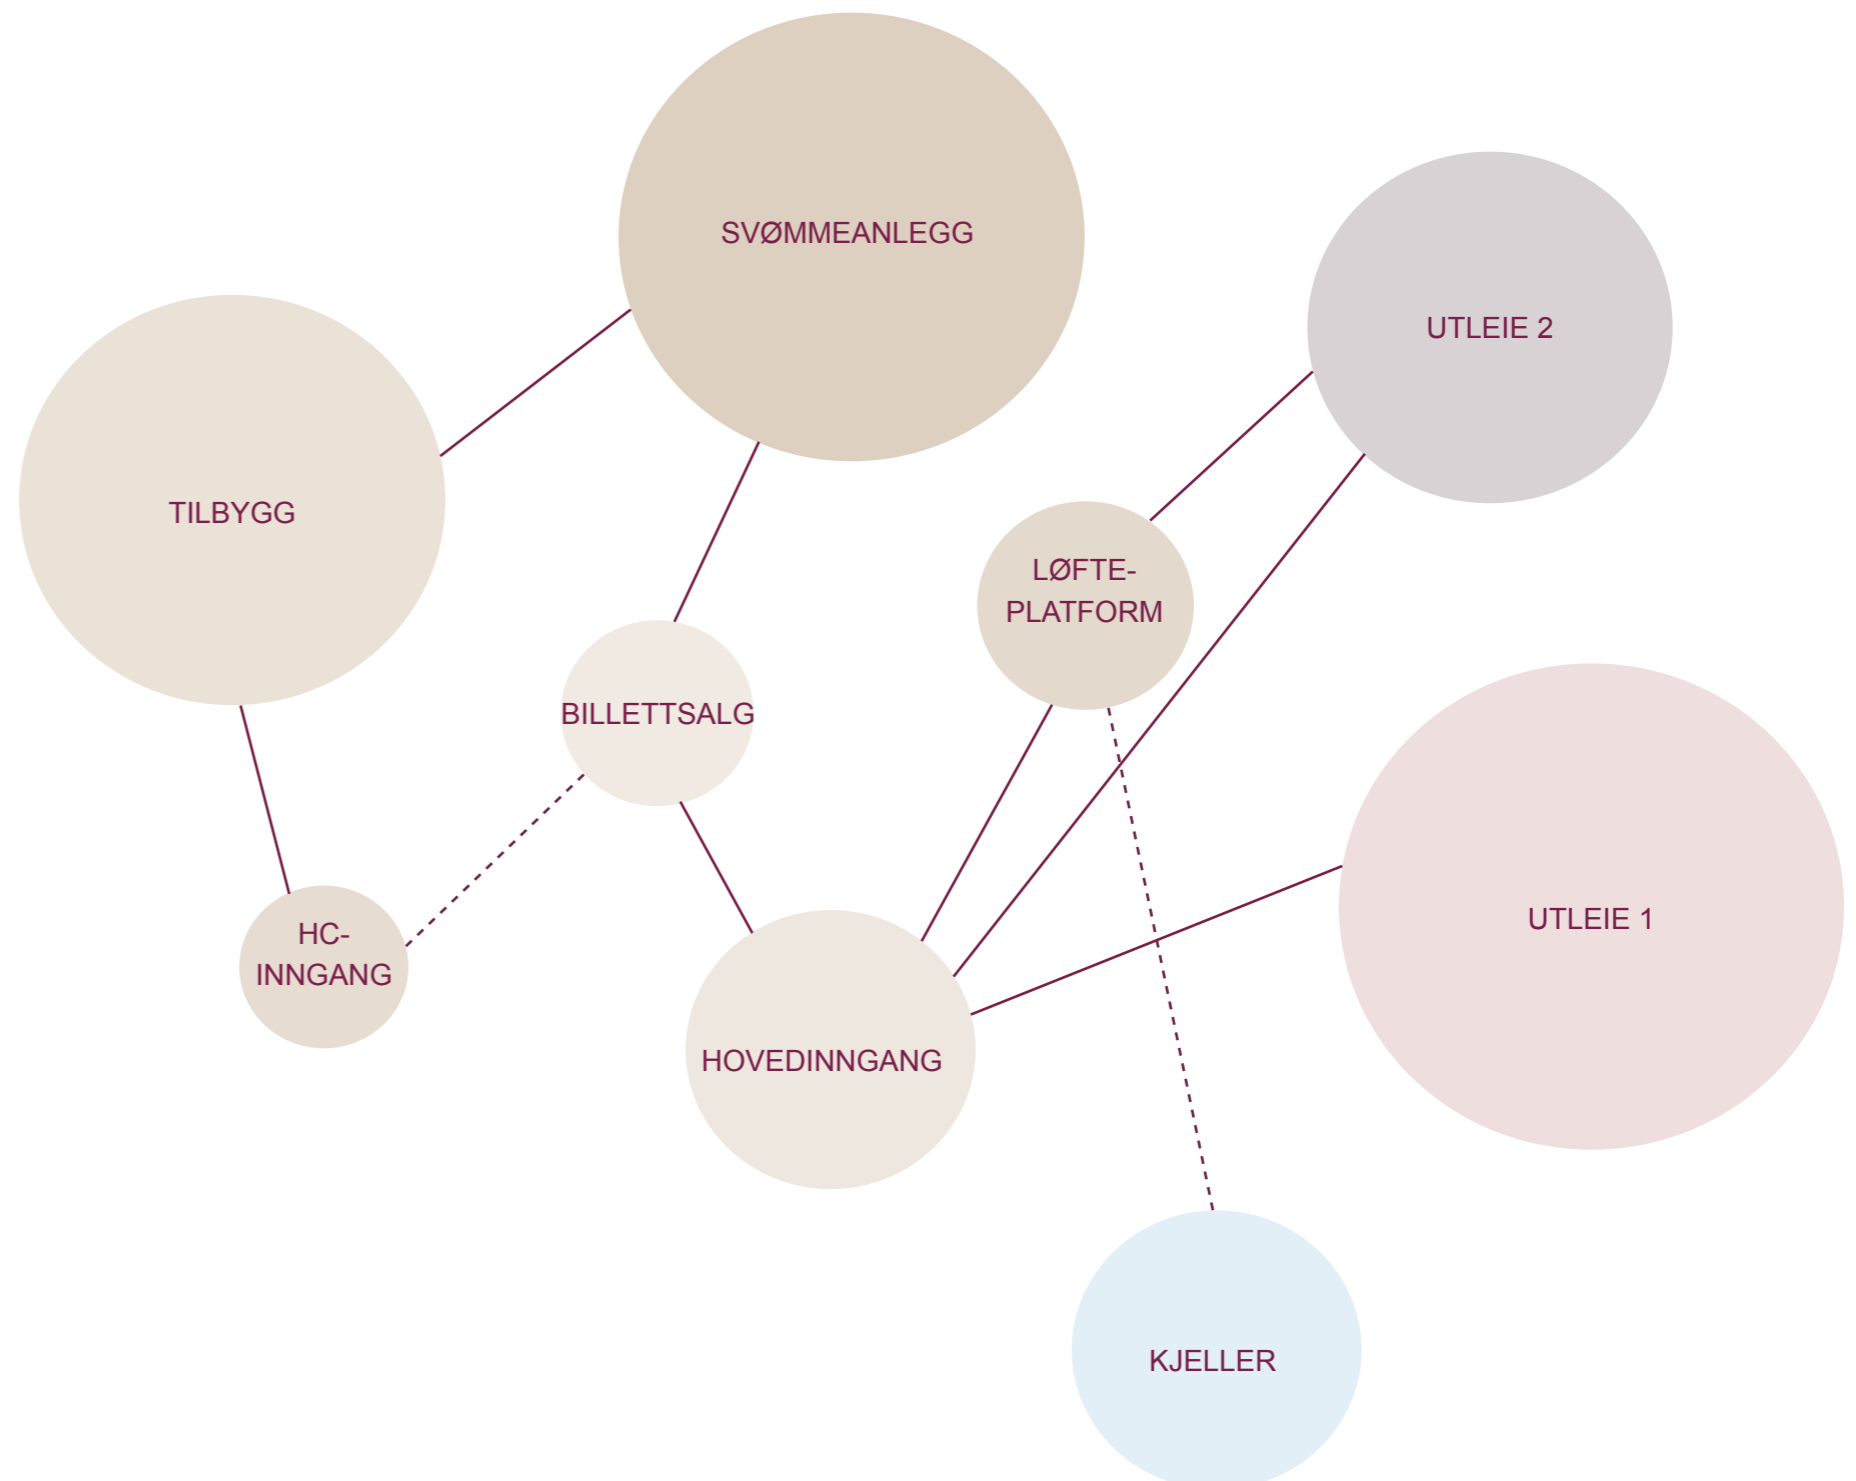 SVØMMEANLEGG
UTLEIE 2
TILBYGG
LØFTE-
PLATFORM
BILLETTSALG
UTLEIE 1
HC-
INNGANG
HOVEDINNGANG
KJELLER